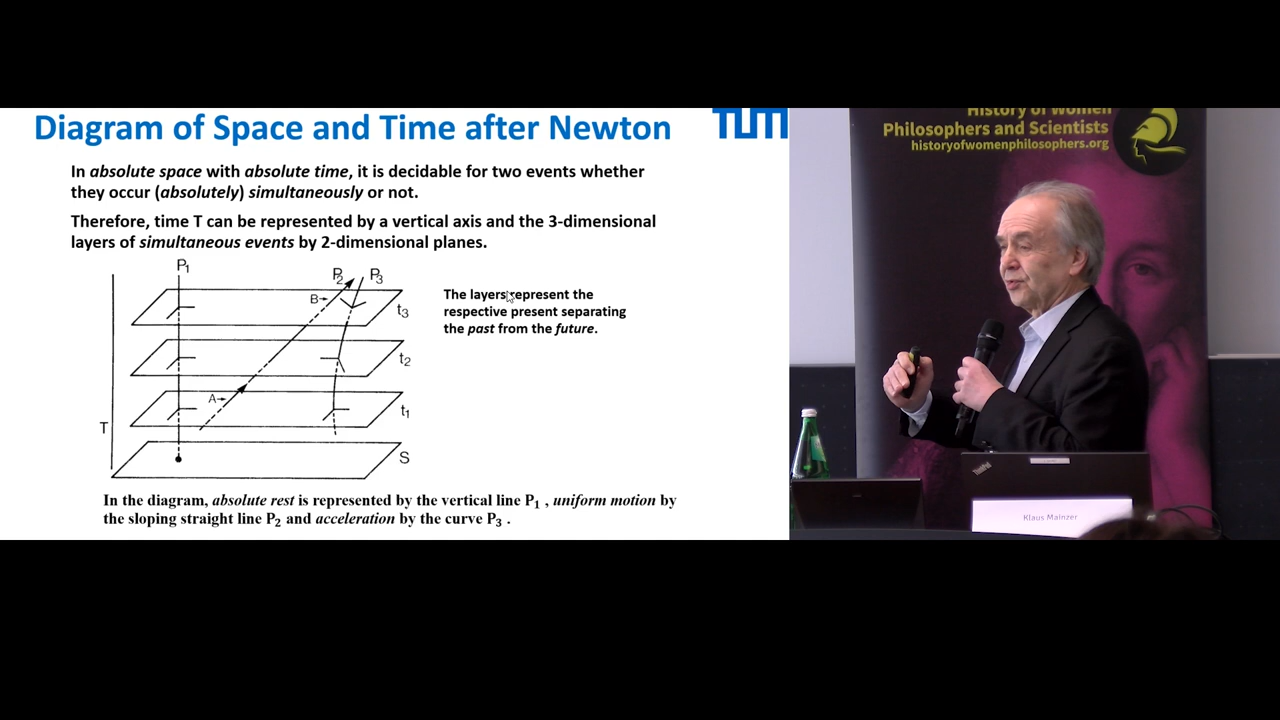 Diagram of Space and Time after Newton
TUM
In absolute space with absolute time, it is decidable for two events whether
they occur (absolutely) simultaneously or not.
Therefore, time T can be represented by a vertical axis and the 3-dimensional
layers of simultaneous events by 2-dimensional planes.
P1
P2
P3
B
t3
t2
A
t1
T
S
The layers represent the
respective present separating
the past from the future.
In the diagram, absolute rest is represented by the vertical line P1 , uniform motion by
the sloping straight line P2 and acceleration by the curve P3 .
History of Women
Philosophers and Scientists
historyofwomenphilosophers.org
ThinkPad
Klaus Mainzer